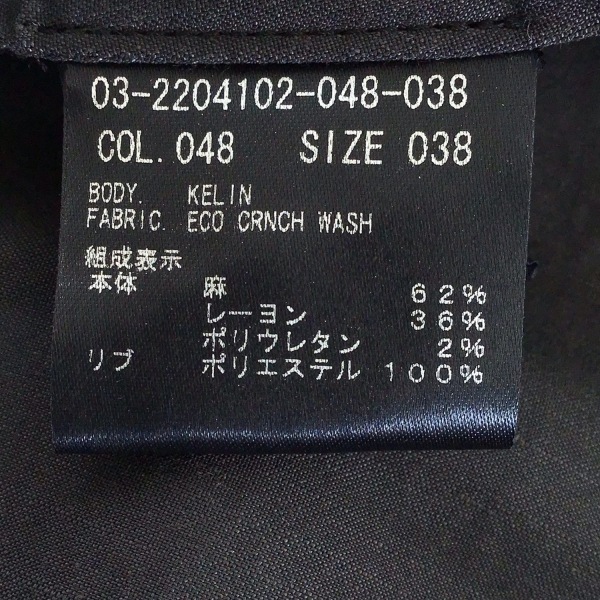 03-2204102-048-038
COL. 048 SIZE 038
BODY. KELIN
FABRIC. ECO CRNCH WASH
組成表示
本体 麻 62%
レーヨン 36%
ポリウレタン 2%
リブ ポリエステル 100%